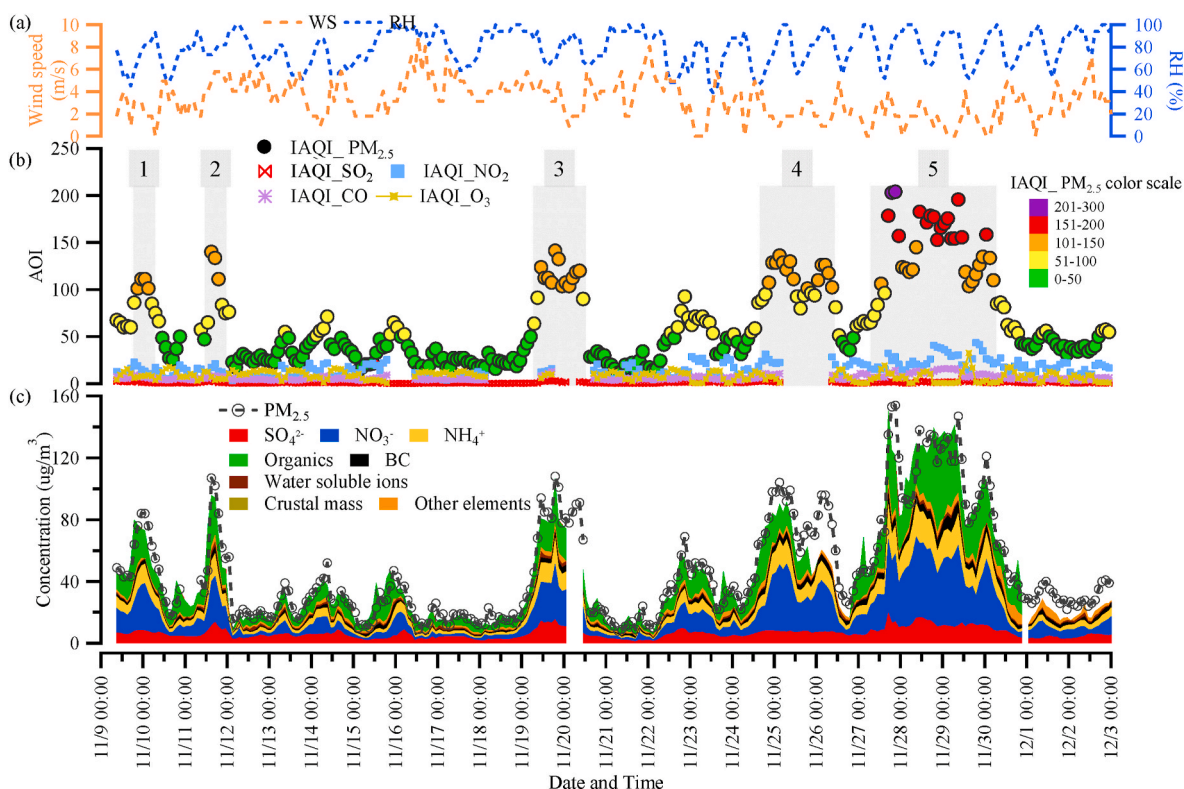 (a)
WS RH
Wind speed
(m/s)
10
8
6
4
2
0
100
80
60
40
20
0
RH (%)
(b)
250
200
150
100
50
0
AOI
1 2 3 4 5
IAQI_ PM2.5
IAQI_SO2 IAQI_NO2
IAQI_CO IAQI_O3
IAQI_ PM2.5 color scale
201-300
151-200
101-150
51-100
0-50
(c)
160
120
80
40
0
Concentration (ug/m3)
PM2.5
SO4 2- NO3- NH4+
Organics BC
Water soluble ions
Crustal mass Other elements
11/9 00:00
11/10 00:00
11/11 00:00
11/12 00:00
11/13 00:00
11/14 00:00
11/15 00:00
11/16 00:00
11/17 00:00
11/18 00:00
11/19 00:00
11/20 00:00
11/21 00:00
11/22 00:00
11/23 00:00
11/24 00:00
11/25 00:00
11/26 00:00
11/27 00:00
11/28 00:00
11/29 00:00
11/30 00:00
12/1 00:00
12/2 00:00
12/3 00:00
Date and Time